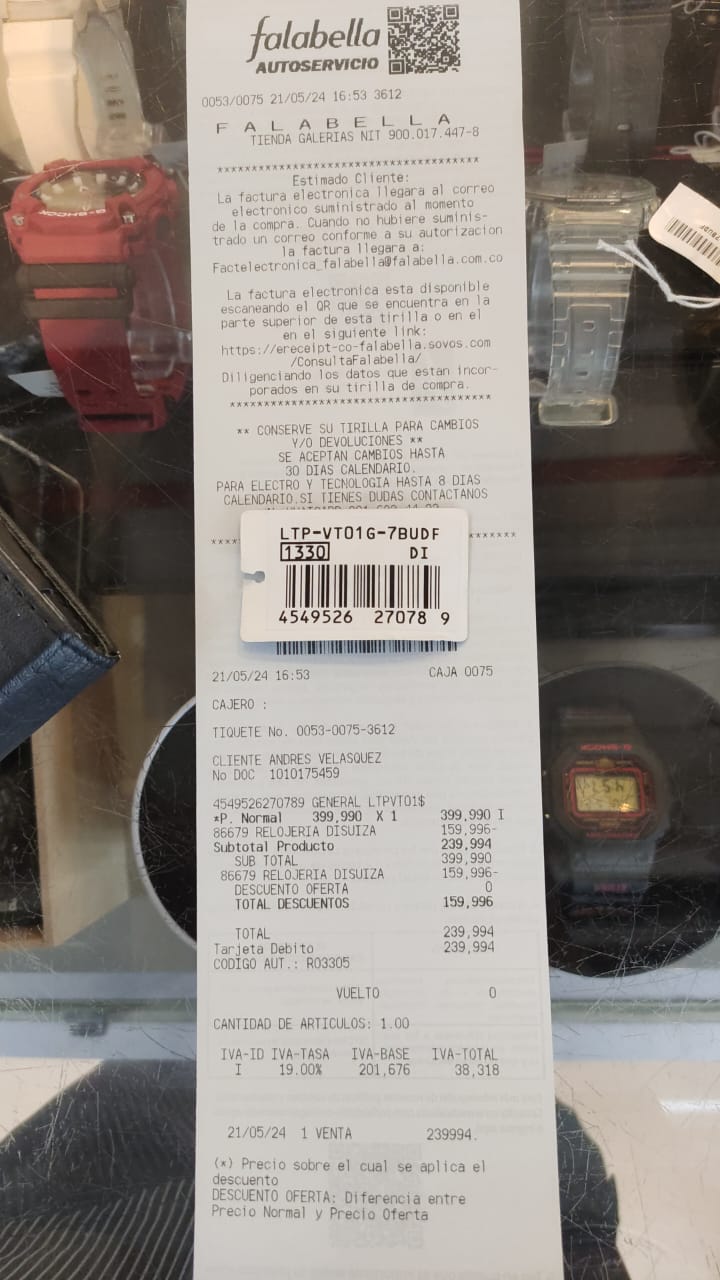 falabella
AUTOSERVICIO
0053/0075 21/05/24 16:53 3612
F A L A B E L L A
TIENDA GALERIAS NIT 900.017.447-8
****************************************
Estimado Cliente:
La factura electronica llegara al correo
electronico suministrado al momento
de la compra. Cuando no hubiere suminis-
trado un correo conforme a su autorizacion
la factura llegara a:
Factelectronica_falabella@falabella.com.co
La factura electronica esta disponible
escaneando el QR que se encuentra en la
parte superior de esta tirilla o en el
en el siguiente link:
https://ereceipt-co-falabella.sovos.com
/ConsultaFalabella/
Diligenciando los datos que estan incor-
porados en su tirilla de compra.
****************************************
** CONSERVE SU TIRILLA PARA CAMBIOS
Y/O DEVOLUCIONES **
SE ACEPTAN CAMBIOS HASTA
30 DIAS CALENDARIO.
PARA ELECTRO Y TECNOLOGIA HASTA 8 DIAS
CALENDARIO.SI TIENES DUDAS CONTACTANOS
LTP-VT01G-7BUDF
1330 DI
4549526 27078 9
21/05/24 16:53 CAJA 0075
CAJERO :
TIQUETE No. 0053-0075-3612
CLIENTE ANDRES VELASQUEZ
No DOC 1010175459
4549526270789 GENERAL LTPVT01$
*P. Normal 399,990 X 1 399,990 I
86679 RELOJERIA DISUIZA 159,996-
Subtotal Producto 239,994
SUB TOTAL 399,990
86679 RELOJERIA DISUIZA 159,996-
DESCUENTO OFERTA 0
TOTAL DESCUENTOS 159,996
TOTAL 239,994
Tarjeta Debito 239,994
CODIGO AUT.: R03305
VUELTO 0
CANTIDAD DE ARTICULOS: 1.00
IVA-ID IVA-TASA IVA-BASE IVA-TOTAL
I 19.00% 201,676 38,318
21/05/24 1 VENTA 239994.
(*) Precio sobre el cual se aplica el
descuento
DESCUENTO OFERTA: Diferencia entre
Precio Normal y Precio Oferta
G-SHOCK
G-SHOCK